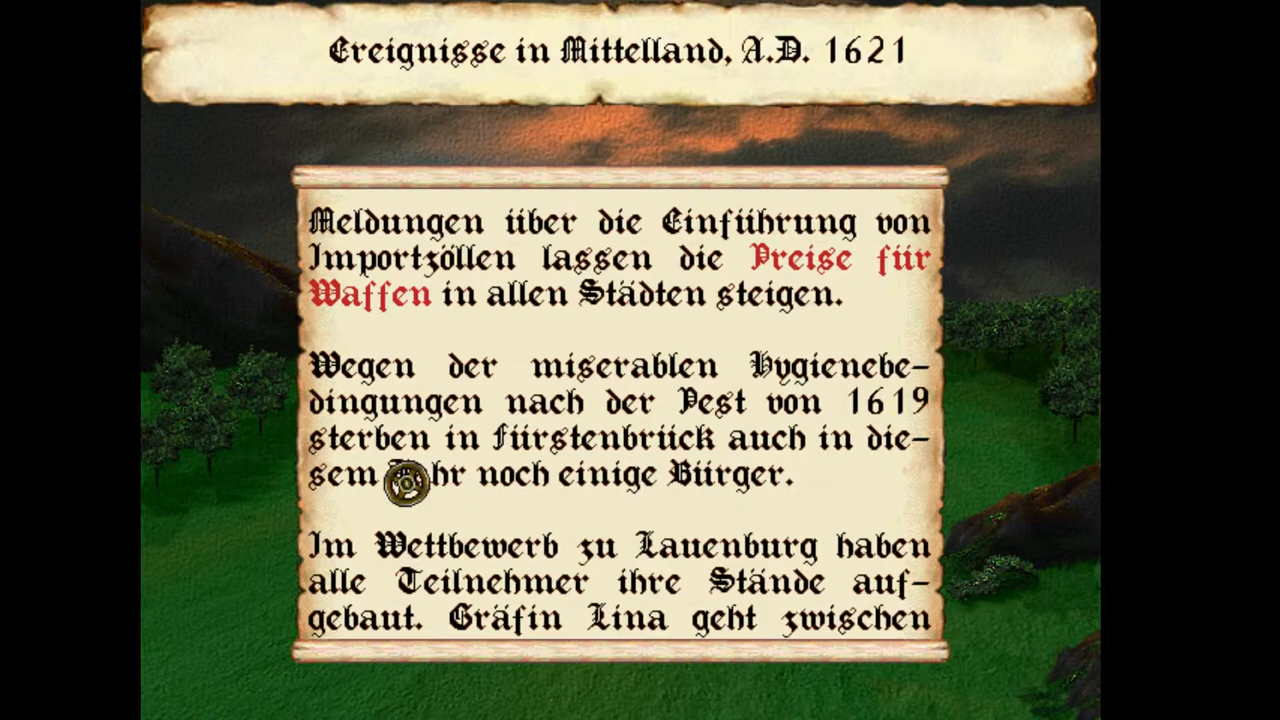 Ereignisse in Mittelland, A.D. 1621
Meldungen über die Einführung von
Importzöllen lassen die Preise für
Waffen in allen Städten steigen.
Wegen der miserablen Hygienebe-
dingungen nach der Pest von 1619
sterben in Fürstenbrück auch in die-
sem hr noch einige Bürger.
Im Wettbewerb zu Lauenburg haben
alle Teilnehmer ihre Stände auf-
gebaut. Gräfin Lina geht zwischen